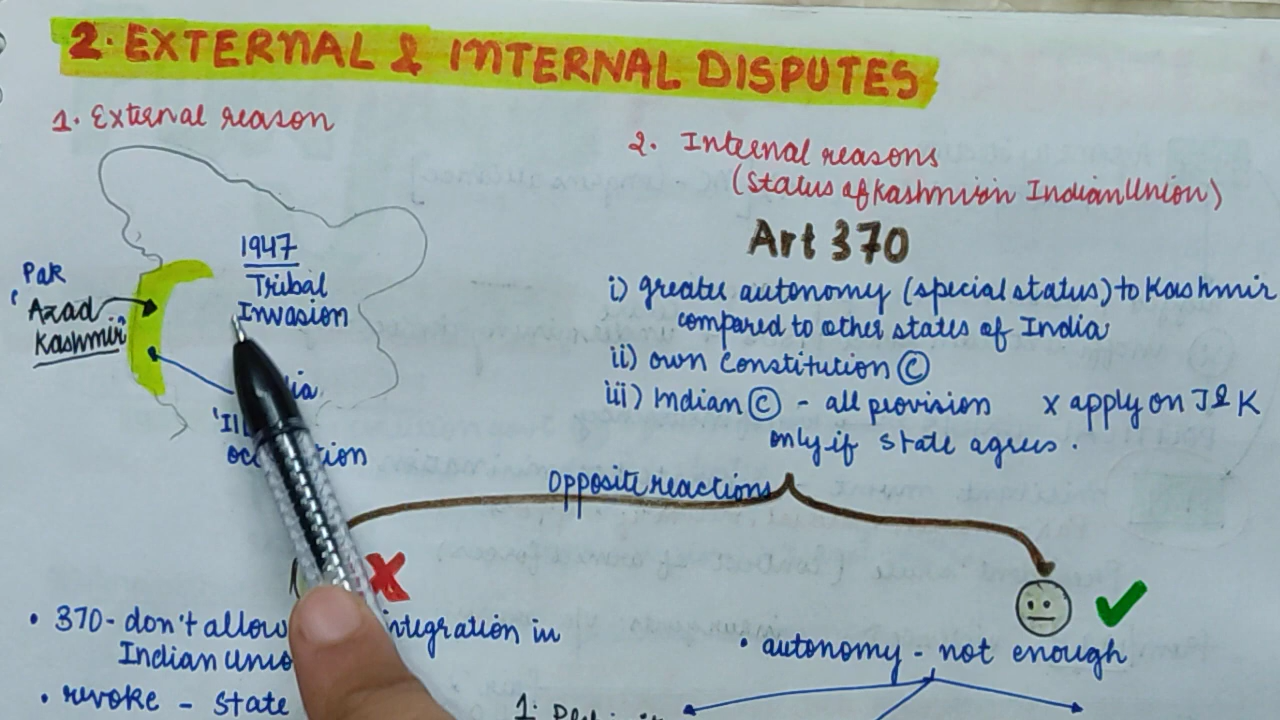 2. EXTERNAL & INTERNAL DISPUTES
1. External reason
1947
Tribal
Invasion
Pak
'Azad
Kashmir'
2. Internal reasons
(Status of Kashmir in Indian Union)
Art 370
i) greater autonomy (special status) to Kashmir
compared to other states of India
ii) own Constitution ©
iii) Indian © - all provision x apply on J & K
only if state agrees.
Opposite reactions
X
✓
• 370 - don't allow integration in
Indian
• revoke - state
• autonomy - not enough
1.